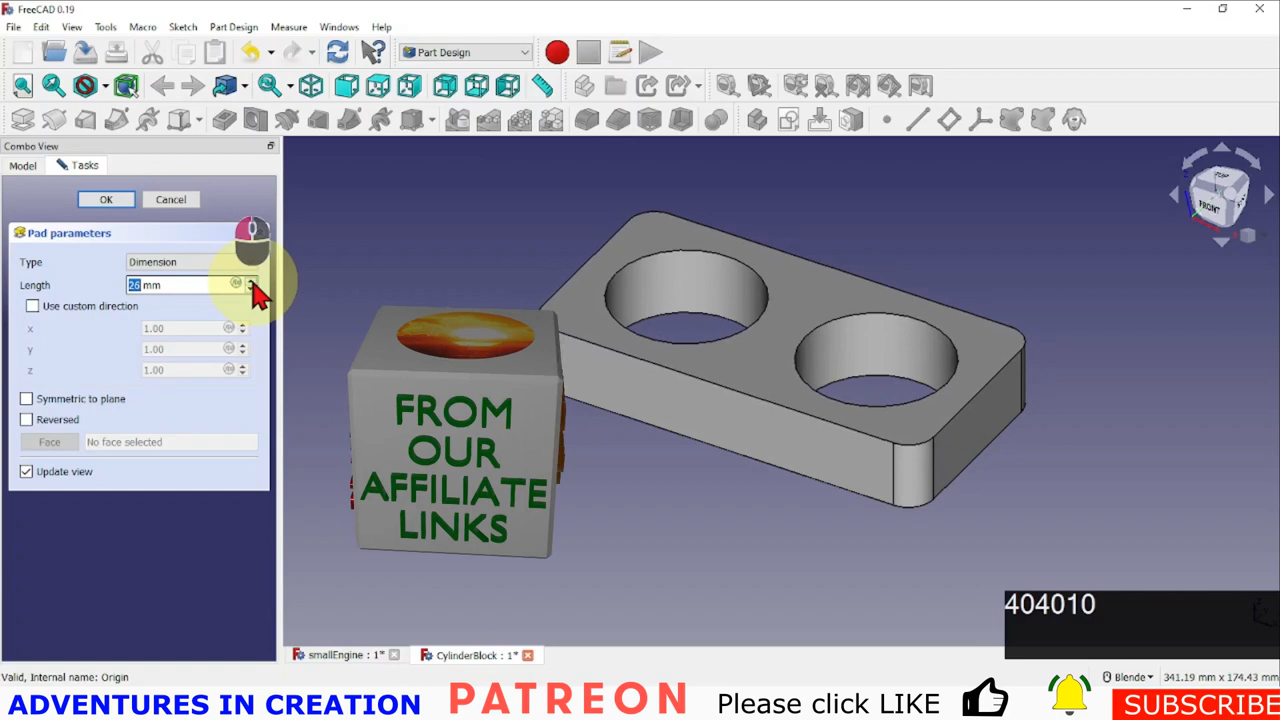 FreeCAD 0.19
File Edit View Tools Macro Sketch Part Design Measure Windows Help
Part Design
Combo View
Model Tasks
OK Cancel
Pad parameters
Type Dimension
Length 26 mm
Use custom direction
x 1.00
y 1.00
z 1.00
Symmetric to plane
Reversed
Face No face selected
Update view
FRONT
FROM
OUR
AFFILIATE
LINKS
404010
smallEngine : 1* CylinderBlock : 1*
Valid, Internal name: Origin
Blende 341.19 mm x 174.43 mm
ADVENTURES IN CREATION PATREON Please click LIKE SUBSCRIBE